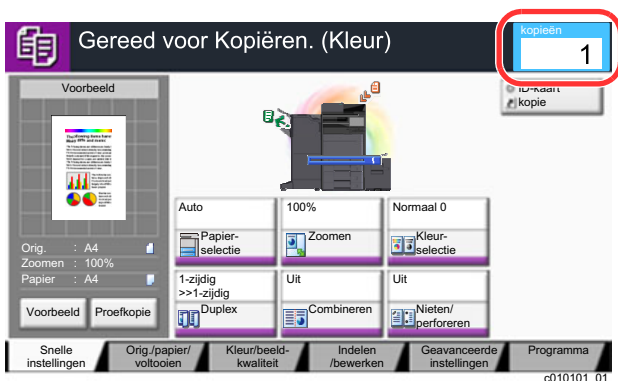 Gereed voor Kopiëren. (Kleur)
kopieën
1
ID-kaart
kopie
Voorbeeld
Orig. : A4
Zoomen : 100%
Papier : A4
Voorbeeld
Proefkopie
Auto
Papier-
selectie
100%
Zoomen
Normaal 0
Kleur-
selectie
1-zijdig
>>1-zijdig
Duplex
Uit
Combineren
Uit
Nieten/
perforeren
Snelle
instellingen
Orig./papier/
voltooien
Kleur/beeld-
kwaliteit
Indelen
/bewerken
Geavanceerde
instellingen
Programma
c010101_01